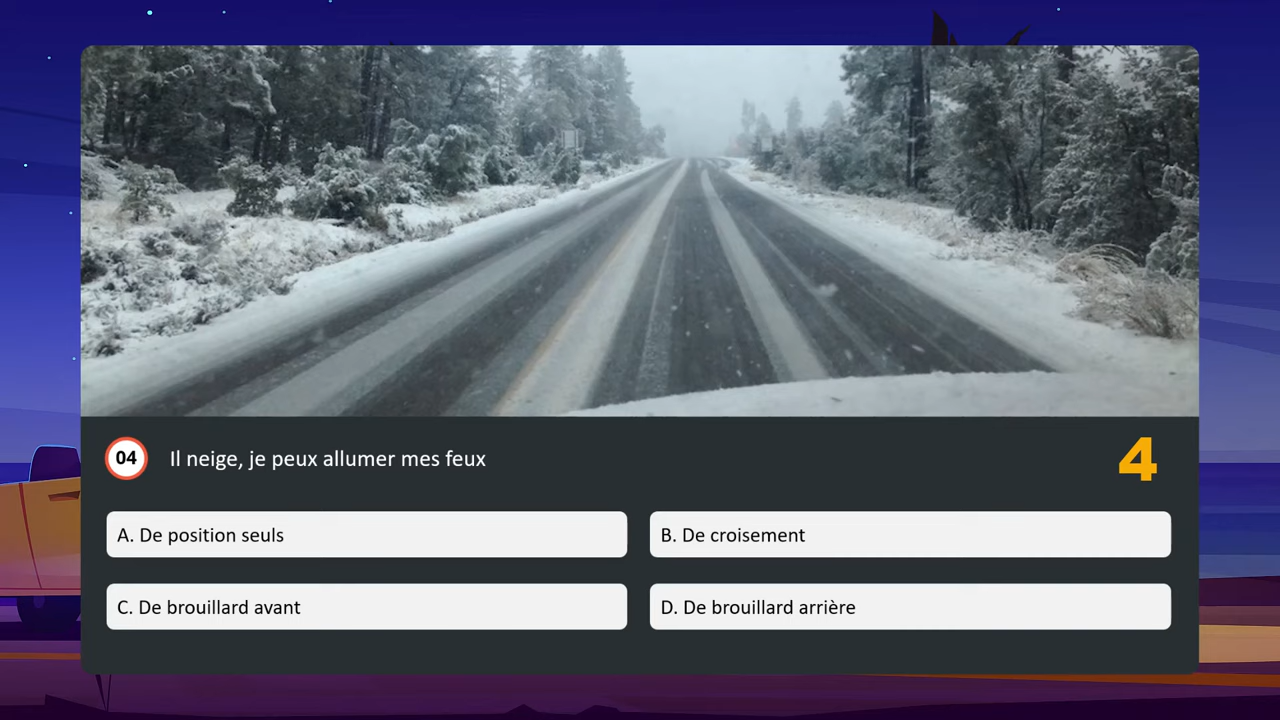 04
Il neige, je peux allumer mes feux
4
A. De position seuls
B. De croisement
C. De brouillard avant
D. De brouillard arrière